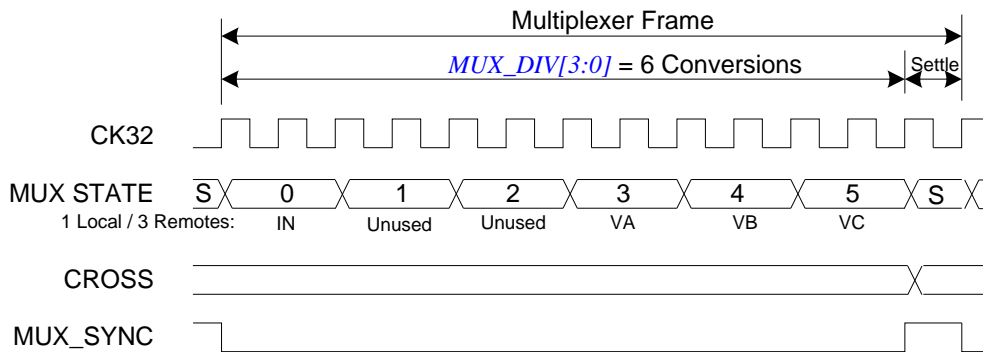 Multiplexer Frame
MUX_DIV[3:0] = 6 Conversions Settle
CK32
MUX STATE S 0 1 2 3 4 5 S
1 Local / 3 Remotes: IN Unused Unused VA VB VC
CROSS
MUX_SYNC